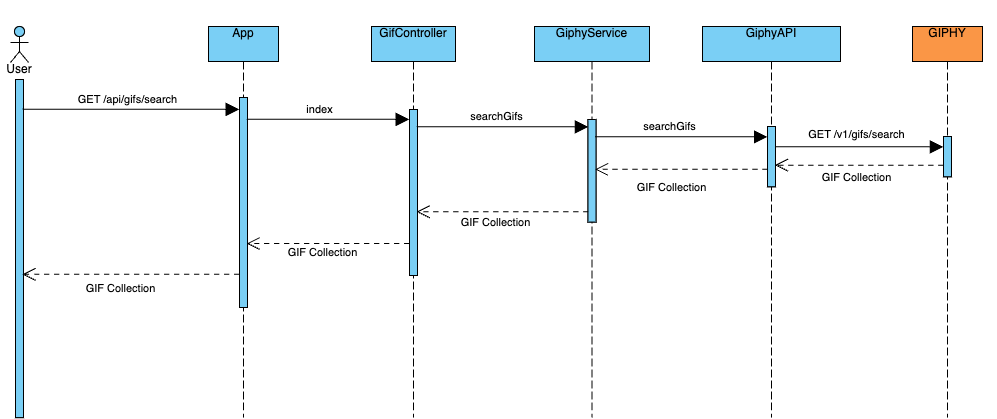 App
GifController
GiphyService
GiphyAPI
GIPHY
User
GET /api/gifs/search
index
searchGifs
searchGifs
GET /v1/gifs/search
GIF Collection
GIF Collection
GIF Collection
GIF Collection
GIF Collection